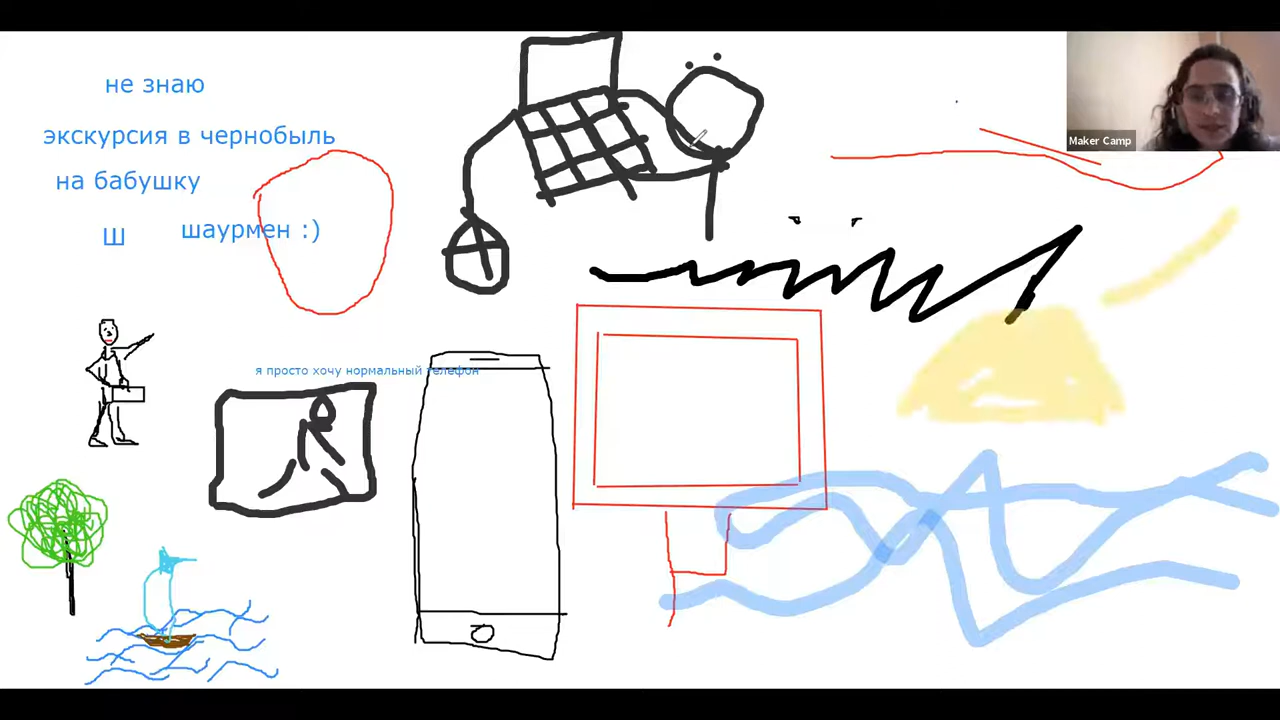 не знаю
экскурсия в чернобыль
на бабушку
Ш
шаурмен :)
я просто хочу нормальный телефон
Maker Camp